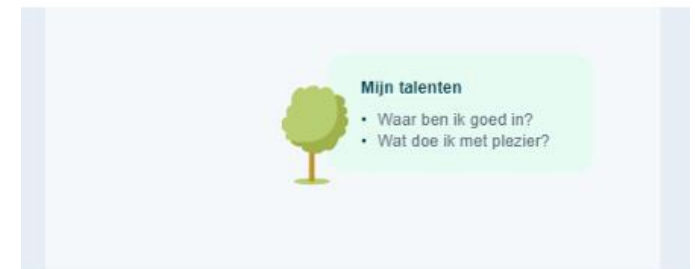 Mijn talenten
• Waar ben ik goed in?
• Wat doe ik met plezier?